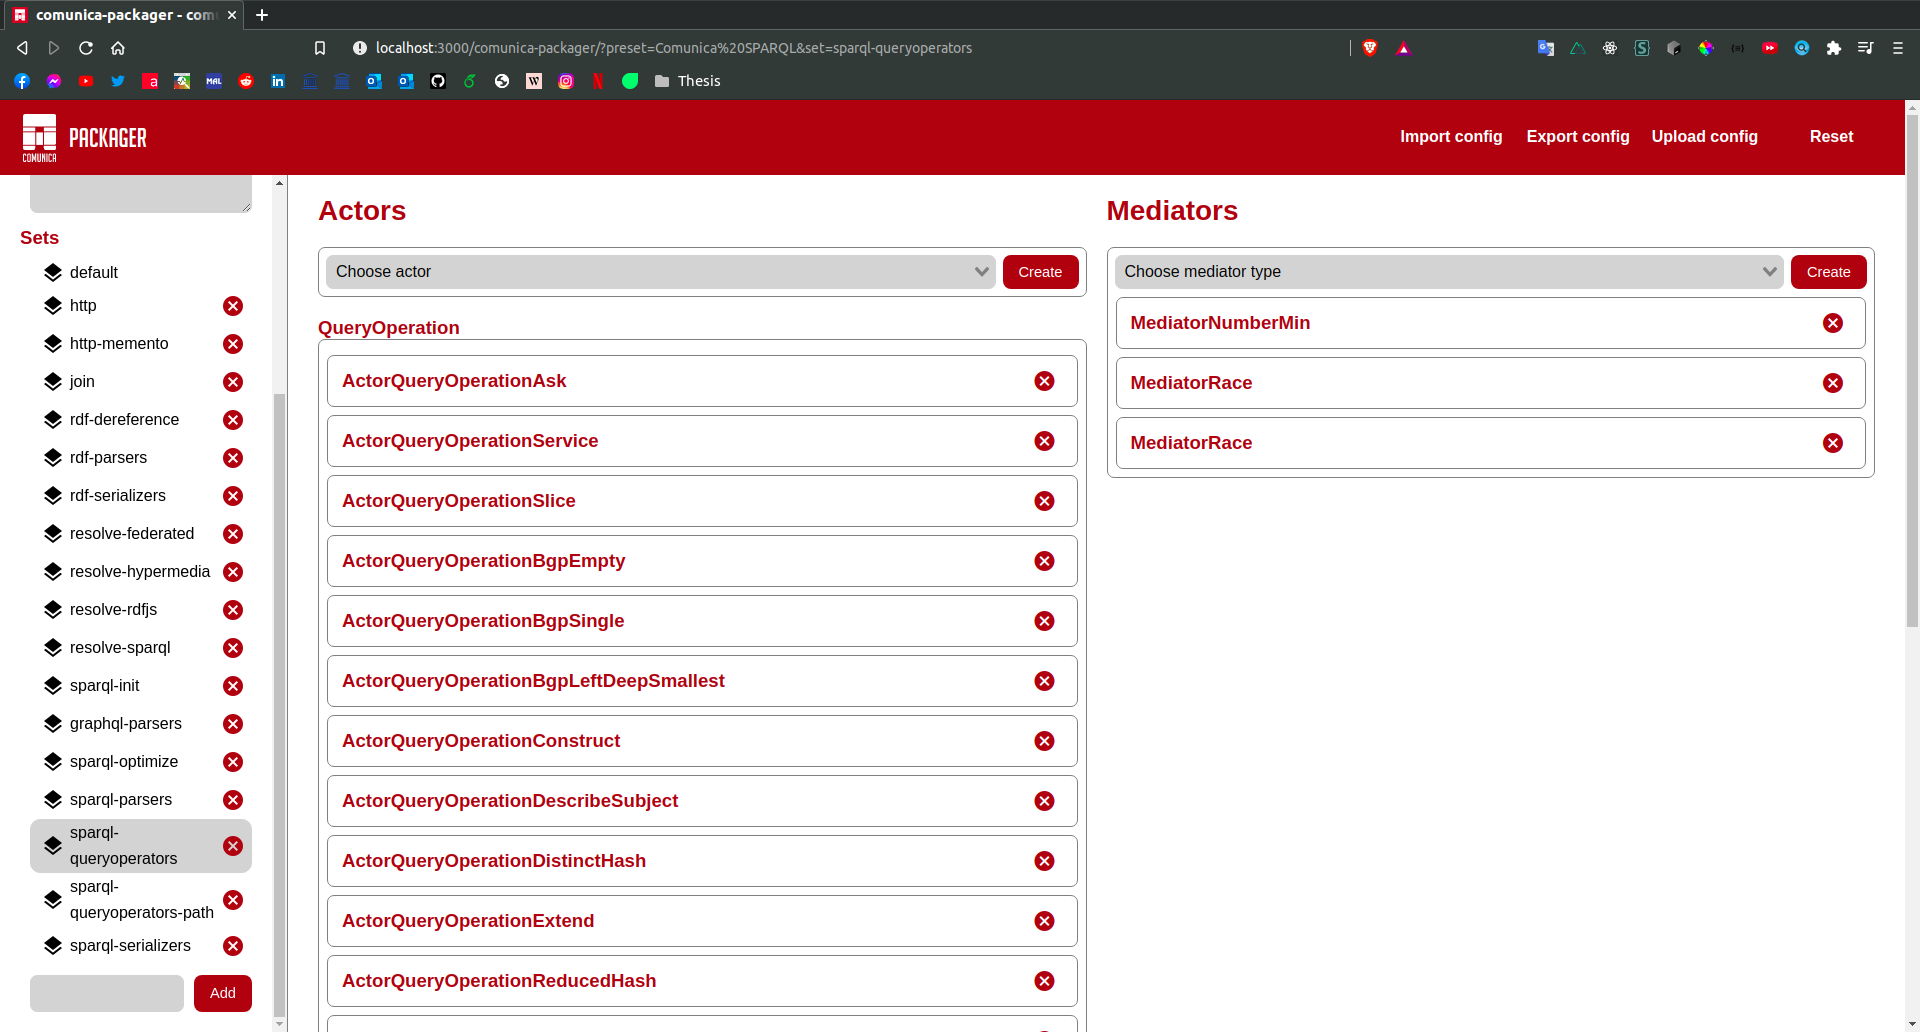 comunica-packager - com
localhost:3000/comunica-packager/?preset=Comunica%20SPARQL&set=sparql-queryoperators
MAL
Thesis
COMUNICA
PACKAGER
Import config
Export config
Upload config
Reset
Sets
default
http
http-memento
join
rdf-dereference
rdf-parsers
rdf-serializers
resolve-federated
resolve-hypermedia
resolve-rdfjs
resolve-sparql
sparql-init
graphql-parsers
sparql-optimize
sparql-parsers
sparql-
queryoperators
sparql-
queryoperators-path
sparql-serializers
Add
Actors
Choose actor
Create
QueryOperation
ActorQueryOperationAsk
ActorQueryOperationService
ActorQueryOperationSlice
ActorQueryOperationBgpEmpty
ActorQueryOperationBgpSingle
ActorQueryOperationBgpLeftDeepSmallest
ActorQueryOperationConstruct
ActorQueryOperationDescribeSubject
ActorQueryOperationDistinctHash
ActorQueryOperationExtend
ActorQueryOperationReducedHash
Mediators
Choose mediator type
Create
MediatorNumberMin
MediatorRace
MediatorRace